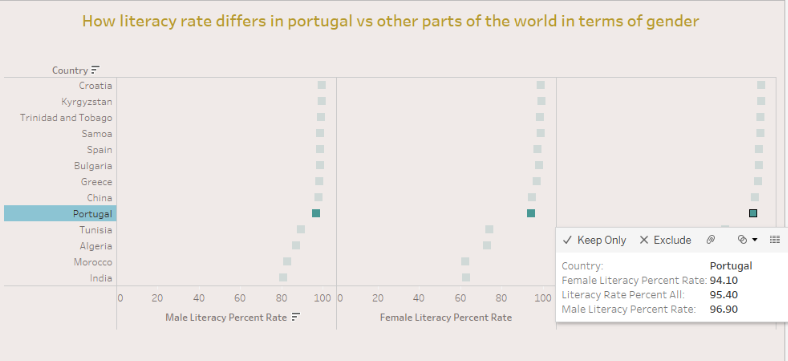 How literacy rate differs in portugal vs other parts of the world in terms of gender
Country
Croatia
Kyrgyzstan
Trinidad and Tobago
Samoa
Spain
Bulgaria
Greece
China
Portugal
Tunisia
Algeria
Morocco
India
0 20 40 60 80 100 0 20 40 60 80 100
Male Literacy Percent Rate Female Literacy Percent Rate
Keep Only Exclude
Country: Portugal
Female Literacy Percent Rate: 94.10
Literacy Rate Percent All: 95.40
Male Literacy Percent Rate: 96.90